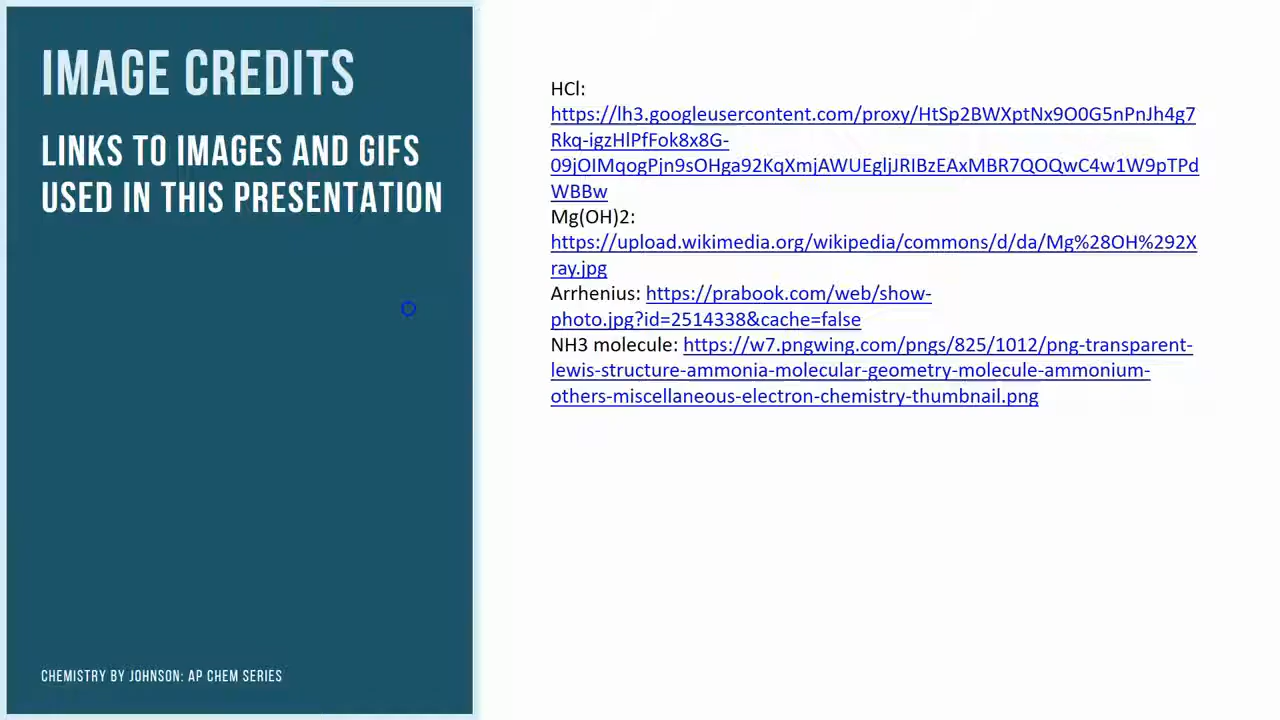 IMAGE CREDITS
LINKS TO IMAGES AND GIFS
USED IN THIS PRESENTATION
CHEMISTRY BY JOHNSON: AP CHEM SERIES
HCl:
https://lh3.googleusercontent.com/proxy/HtSp2BWXptNx9O0G5nPnJh4g7
Rkq-igzHlPfFok8x8G-
09jOIMqogPjn9sOHga92KqXmjAWUEgljJRIBzEAxMBR7QOQwC4w1W9pTPd
WBBw
Mg(OH)2:
https://upload.wikimedia.org/wikipedia/commons/d/da/Mg%28OH%292X
ray.jpg
Arrhenius: https://prabook.com/web/show-
photo.jpg?id=2514338&cache=false
NH3 molecule: https://w7.pngwing.com/pngs/825/1012/png-transparent-
lewis-structure-ammonia-molecular-geometry-molecule-ammonium-
others-miscellaneous-electron-chemistry-thumbnail.png